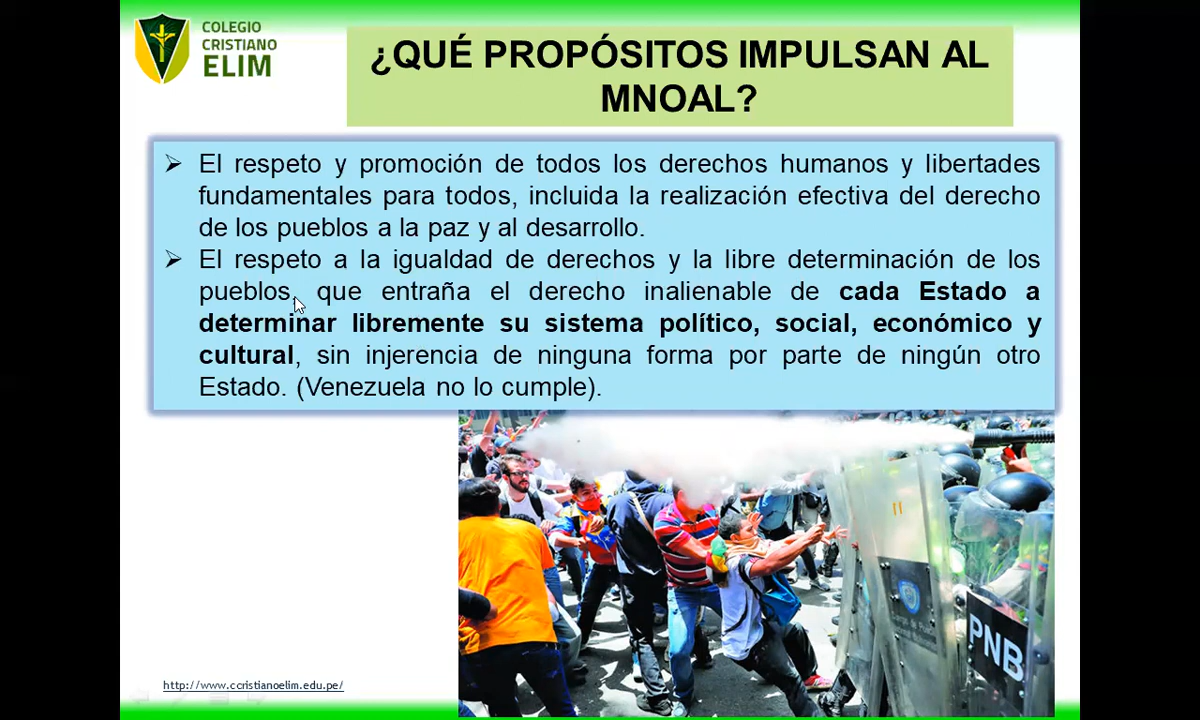 COLEGIO
CRISTIANO
ELIM
¿QUÉ PROPÓSITOS IMPULSAN AL
MNOAL?
➢ El respeto y promoción de todos los derechos humanos y libertades
fundamentales para todos, incluida la realización efectiva del derecho
de los pueblos a la paz y al desarrollo.
➢ El respeto a la igualdad de derechos y la libre determinación de los
pueblos, que entraña el derecho inalienable de cada Estado a
determinar libremente su sistema político, social, económico y
cultural, sin injerencia de ninguna forma por parte de ningún otro
Estado. (Venezuela no lo cumple).
PNB
http://www.ccristianoelim.edu.pe/